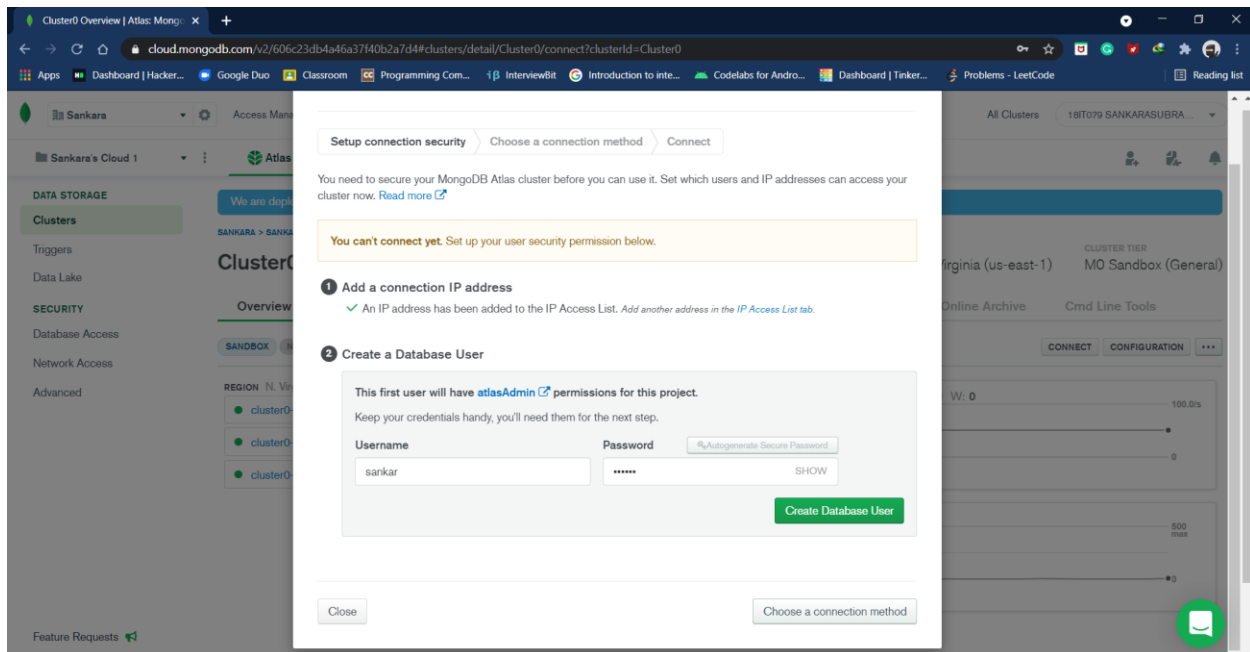 Cluster0 Overview | Atlas: Mongo
cloud.mongodb.com/v2/606c23db4a46a37f40b2a7d4#clusters/detail/Cluster0/connect?clusterId=Cluster0
Apps Dashboard | Hacker... Google Duo Classroom Programming Com... InterviewBit Introduction to inte... Codelabs for Andro... Dashboard | Tinker... Problems - LeetCode Reading list
Sankara Access Mana All Clusters 18IT079 SANKARASUBRA...
Setup connection security Choose a connection method Connect
Sankara's Cloud 1 Atlas
You need to secure your MongoDB Atlas cluster before you can use it. Set which users and IP addresses can access your
cluster now. Read more
DATA STORAGE
We are deplo
Clusters
SANKARA > SANKA
You can't connect yet. Set up your user security permission below.
Triggers
CLUSTER TIER
Cluster0
irginia (us-east-1) M0 Sandbox (General)
Data Lake
1 Add a connection IP address
SECURITY
Overview
An IP address has been added to the IP Access List. Add another address in the IP Access List tab.
Online Archive Cmd Line Tools
Database Access
SANDBOX
CONNECT CONFIGURATION ...
2 Create a Database User
Network Access
REGION N. Vir
Advanced
This first user will have atlasAdmin permissions for this project.
W: 0
100.0/s
cluster0-
Keep your credentials handy, you'll need them for the next step.
cluster0-
Username Password Autogenerate Secure Password
0
cluster0-
sankar •••••• SHOW
Create Database User
500
max
0
Close Choose a connection method
Feature Requests